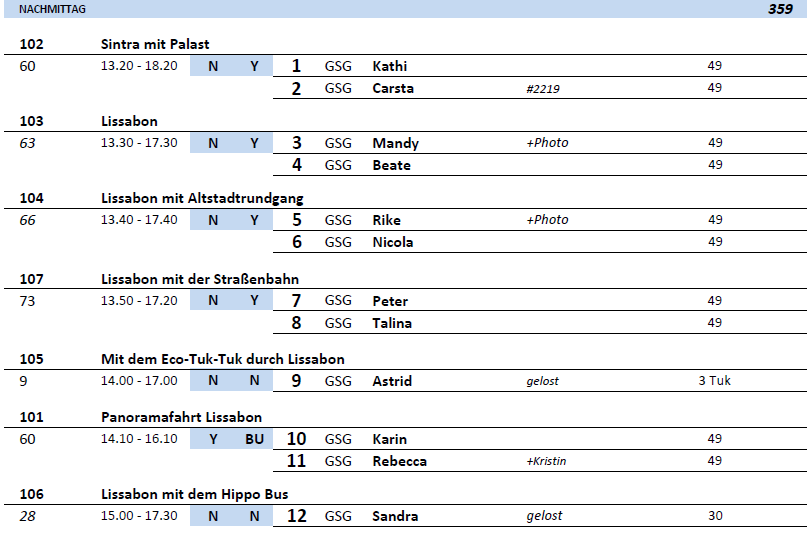 NACHMITTAG 359
102 Sintra mit Palast
60 13.20 - 18.20 N Y 1 GSG Kathi 49
2 GSG Carsta #2219 49
103 Lissabon
63 13.30 - 17.30 N Y 3 GSG Mandy +Photo 49
4 GSG Beate 49
104 Lissabon mit Altstadtrundgang
66 13.40 - 17.40 N Y 5 GSG Rike +Photo 49
6 GSG Nicola 49
107 Lissabon mit der Straßenbahn
73 13.50 - 17.20 N Y 7 GSG Peter 49
8 GSG Talina 49
105 Mit dem Eco-Tuk-Tuk durch Lissabon
9 14.00 - 17.00 N N 9 GSG Astrid gelost 3 Tuk
101 Panoramafahrt Lissabon
60 14.10 - 16.10 Y BU 10 GSG Karin 49
11 GSG Rebecca +Kristin 49
106 Lissabon mit dem Hippo Bus
28 15.00 - 17.30 N N 12 GSG Sandra gelost 30